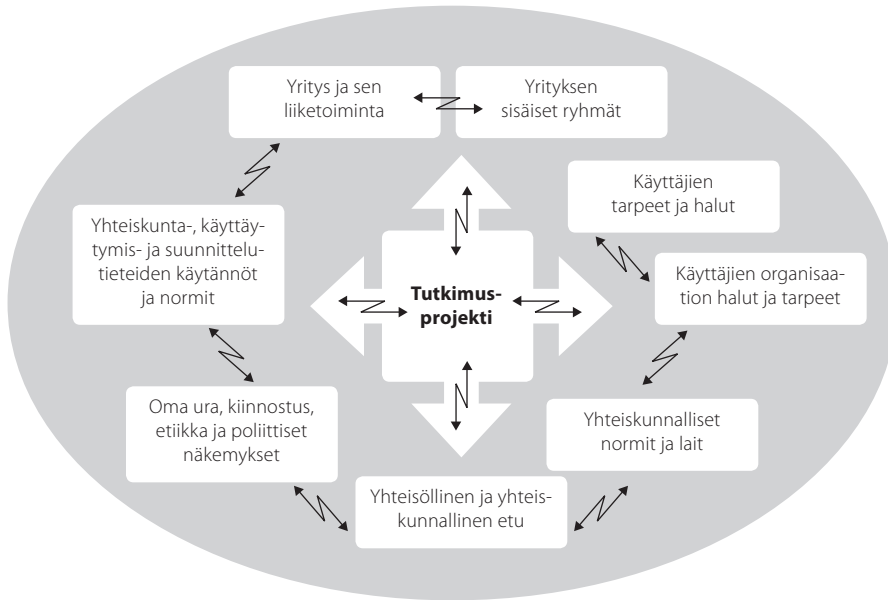 Yritys ja sen
liiketoiminta
Yrityksen
sisäiset ryhmät
Käyttäjien
tarpeet ja halut
Yhteiskunta-, käyttäy-
tymis- ja suunnittelu-
tieteiden käytännöt
ja normit
Tutkimus-
projekti
Käyttäjien organisaa-
tion halut ja tarpeet
Oma ura, kiinnostus,
etiikka ja poliittiset
näkemykset
Yhteiskunnalliset
normit ja lait
Yhteisöllinen ja yhteis-
kunnallinen etu